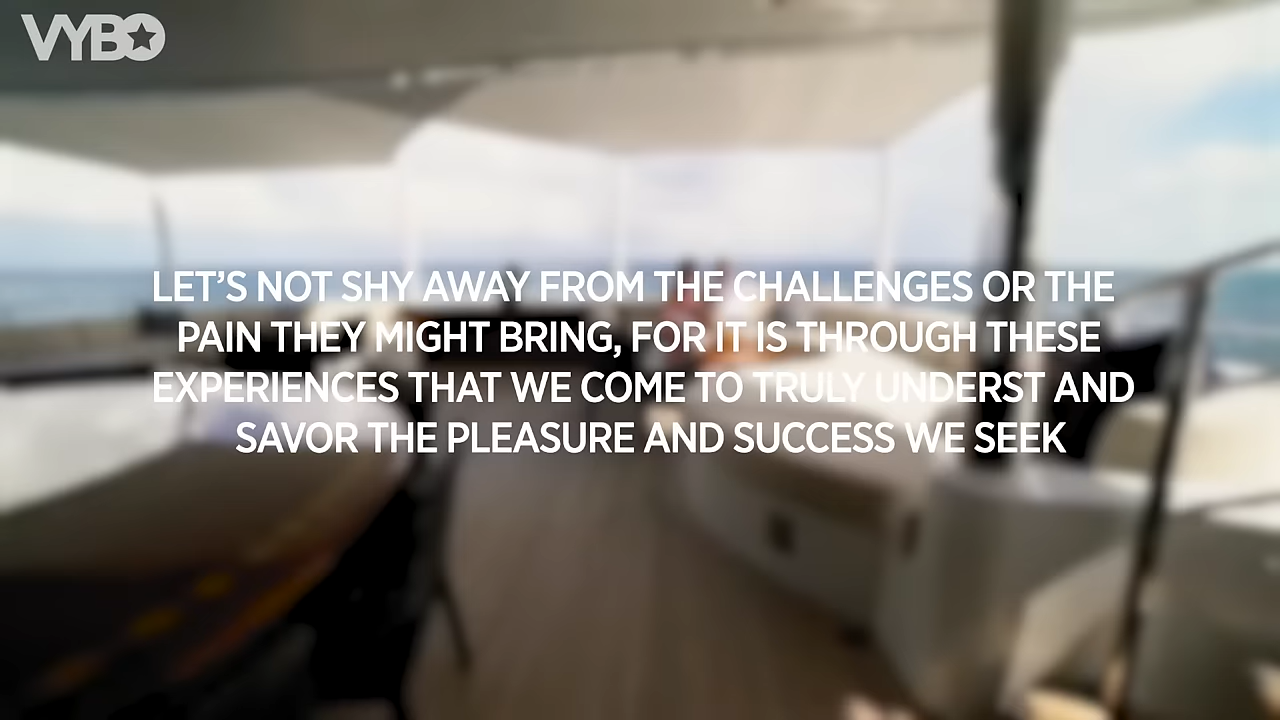 VYBO
LET’S NOT SHY AWAY FROM THE CHALLENGES OR THE
PAIN THEY MIGHT BRING, FOR IT IS THROUGH THESE
EXPERIENCES THAT WE COME TO TRULY UNDERST AND
SAVOR THE PLEASURE AND SUCCESS WE SEEK